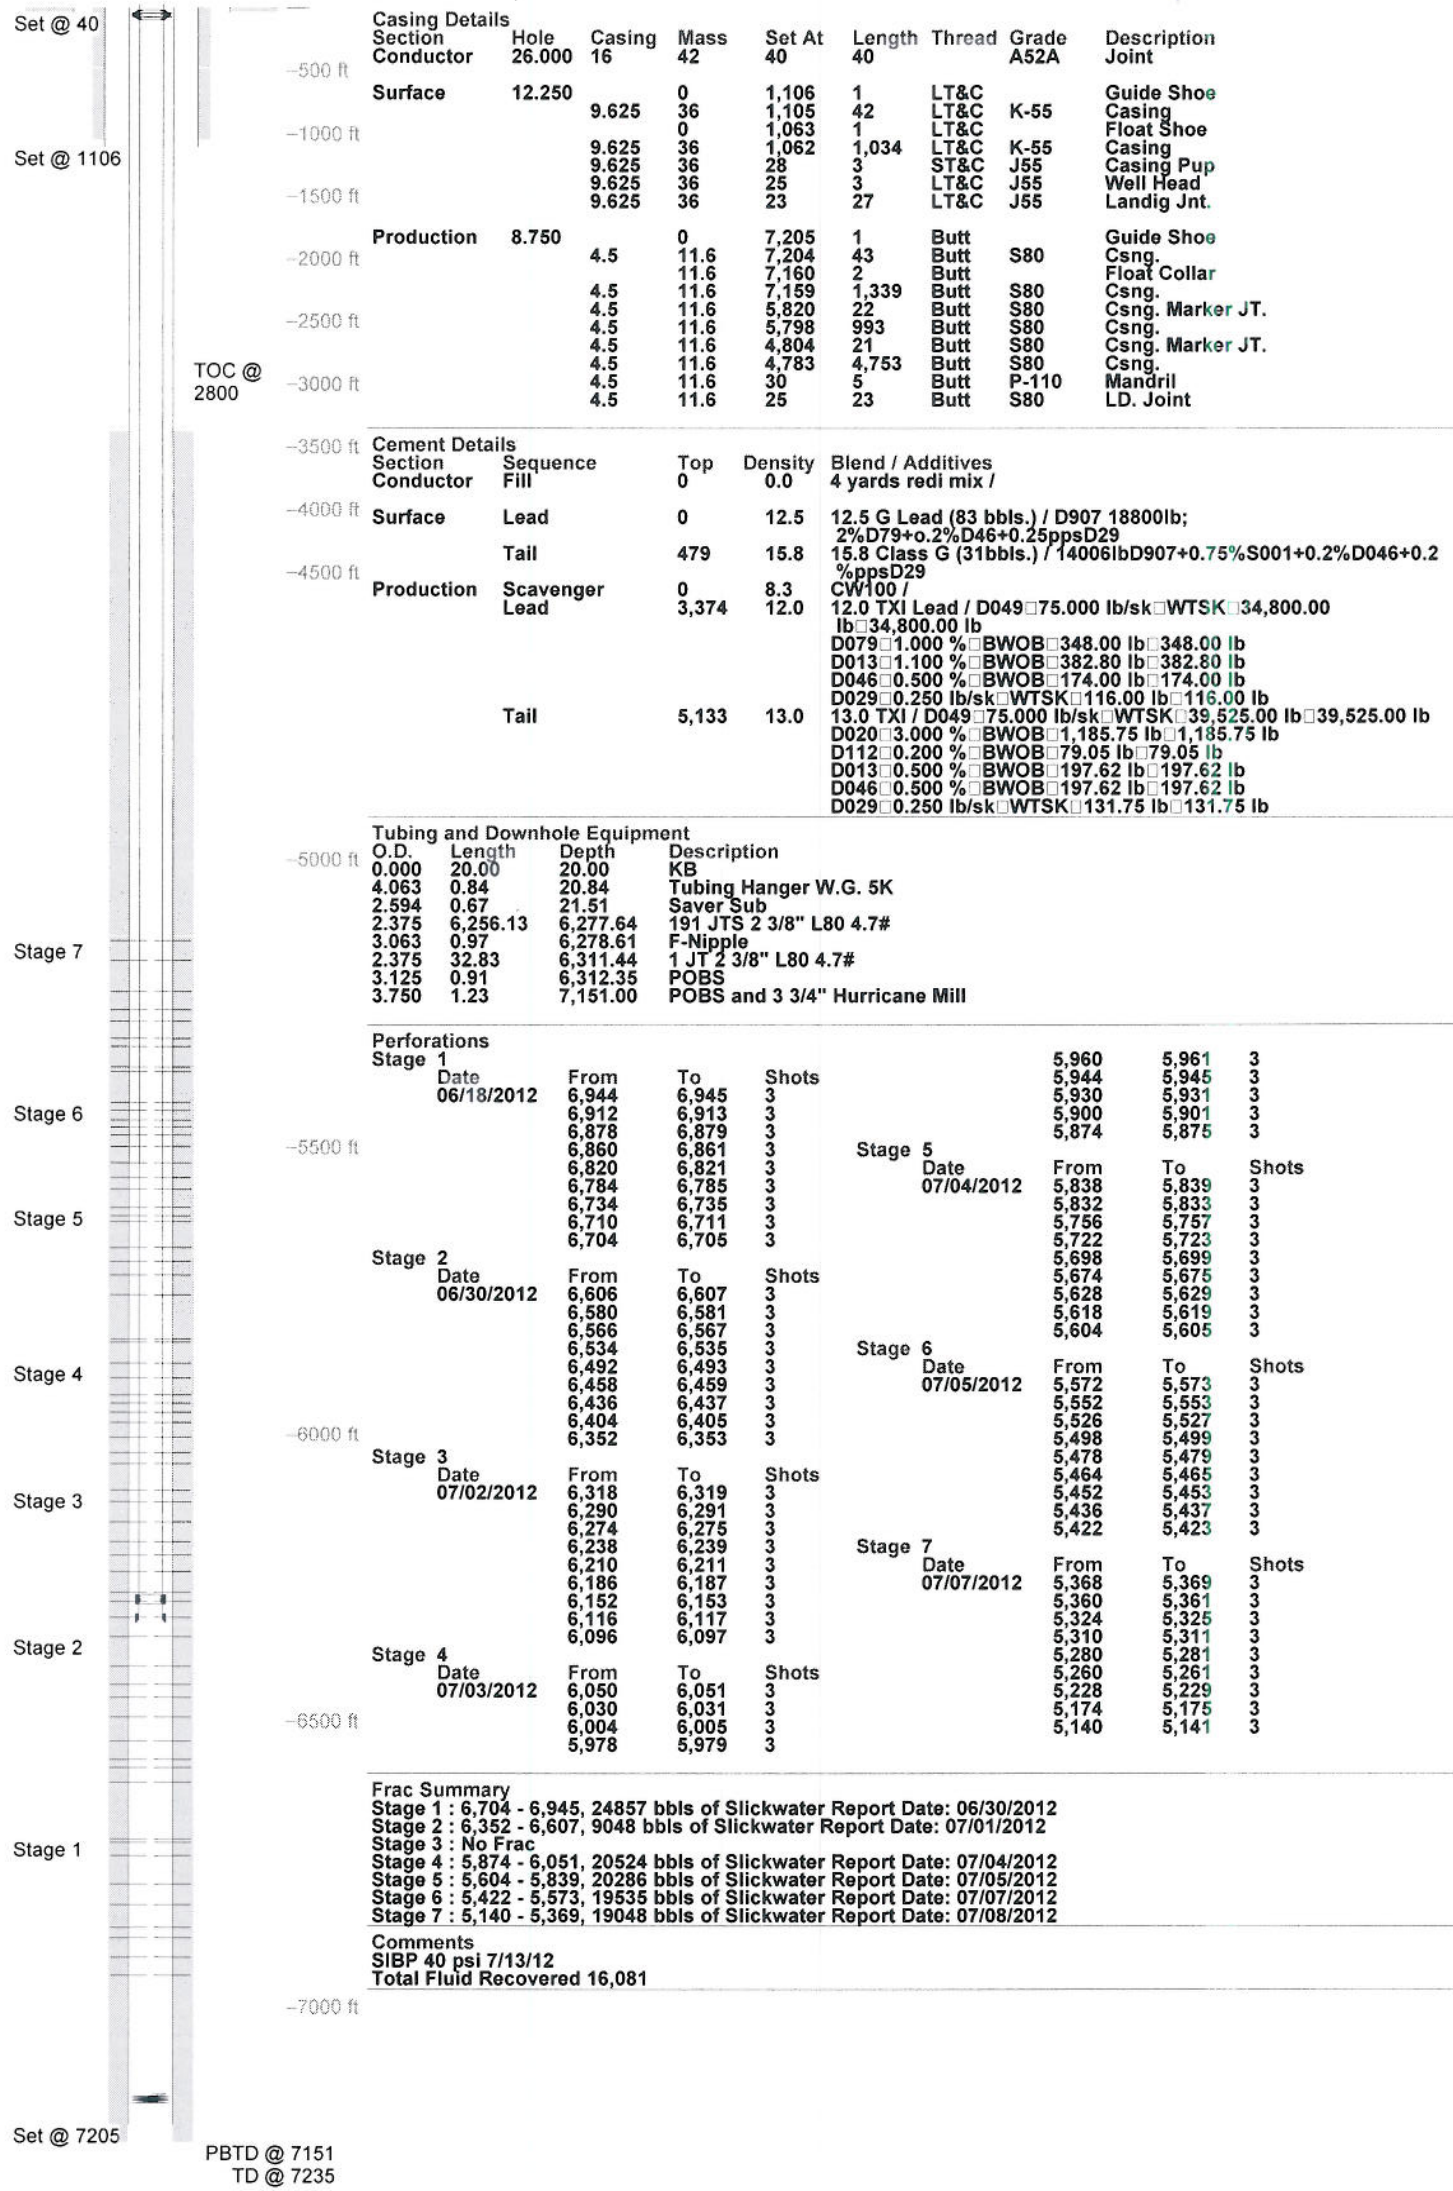 Set @ 40
Set @ 1106
TOC @
2800
Stage 7
Stage 6
Stage 5
Stage 4
Stage 3
Stage 2
Stage 1
Set @ 7205
PBTD @ 7151
TD @ 7235
-500 ft
-1000 ft
-1500 ft
-2000 ft
-2500 ft
-3000 ft
-3500 ft
-4000 ft
-4500 ft
-5000 ft
-5500 ft
-6000 ft
-6500 ft
-7000 ft
Casing Details
Section Hole Casing Mass Set At Length Thread Grade Description
Conductor 26.000 16 42 40 40 A52A Joint
Surface 12.250 0 1,106 1 LT&C Guide Shoe
9.625 36 1,105 42 LT&C K-55 Casing
0 1,063 1 LT&C Float Shoe
9.625 36 1,062 1,034 LT&C K-55 Casing
9.625 36 28 3 ST&C J55 Casing Pup
9.625 36 25 3 LT&C J55 Well Head
9.625 36 23 27 LT&C J55 Landig Jnt.
Production 8.750 0 7,205 1 Butt Guide Shoe
4.5 11.6 7,204 43 Butt S80 Csng.
11.6 7,160 2 Butt Float Collar
4.5 11.6 7,159 1,339 Butt S80 Csng.
4.5 11.6 5,820 22 Butt S80 Csng. Marker JT.
4.5 11.6 5,798 993 Butt S80 Csng.
4.5 11.6 4,804 21 Butt S80 Csng. Marker JT.
4.5 11.6 4,783 4,753 Butt S80 Csng.
4.5 11.6 30 5 Butt P-110 Mandril
4.5 11.6 25 23 Butt S80 LD. Joint
Cement Details
Section Sequence Top Density Blend / Additives
Conductor Fill 0 0.0 4 yards redi mix /
Surface Lead 0 12.5 12.5 G Lead (83 bbls.) / D907 18800lb;
2%D79+o.2%D46+0.25ppsD29
Tail 479 15.8 15.8 Class G (31bbls.) / 14006lbD907+0.75%S001+0.2%D046+0.2
%ppsD29
Production Scavenger 0 8.3 CW100 /
Lead 3,374 12.0 12.0 TXI Lead / D049□75.000 lb/sk□WTSK□34,800.00
lb□34,800.00 lb
D079□1.000 %□BWOB□348.00 lb□348.00 lb
D013□1.100 %□BWOB□382.80 lb□382.80 lb
D046□0.500 %□BWOB□174.00 lb□174.00 lb
D029□0.250 lb/sk□WTSK□116.00 lb□116.00 lb
Tail 5,133 13.0 13.0 TXI / D049□75.000 lb/sk□WTSK□39,525.00 lb□39,525.00 lb
D020□3.000 %□BWOB□1,185.75 lb□1,185.75 lb
D112□0.200 %□BWOB□79.05 lb□79.05 lb
D013□0.500 %□BWOB□197.62 lb□197.62 lb
D046□0.500 %□BWOB□197.62 lb□197.62 lb
D029□0.250 lb/sk□WTSK□131.75 lb□131.75 lb
Tubing and Downhole Equipment
O.D. Length Depth Description
0.000 20.00 20.00 KB
4.063 0.84 20.84 Tubing Hanger W.G. 5K
2.594 0.67 21.51 Saver Sub
2.375 6,256.13 6,277.64 191 JTS 2 3/8" L80 4.7#
3.063 0.97 6,278.61 F-Nipple
2.375 32.83 6,311.44 1 JT 2 3/8" L80 4.7#
3.125 0.91 6,312.35 POBS
3.750 1.23 7,151.00 POBS and 3 3/4" Hurricane Mill
Perforations
Stage 1
Date From To Shots
06/18/2012 6,944 6,945 3
6,912 6,913 3
6,878 6,879 3
6,860 6,861 3
6,820 6,821 3
6,784 6,785 3
6,734 6,735 3
6,710 6,711 3
6,704 6,705 3
Stage 2
Date From To Shots
06/30/2012 6,606 6,607 3
6,580 6,581 3
6,566 6,567 3
6,534 6,535 3
6,492 6,493 3
6,458 6,459 3
6,436 6,437 3
6,404 6,405 3
6,352 6,353 3
Stage 3
Date From To Shots
07/02/2012 6,318 6,319 3
6,290 6,291 3
6,274 6,275 3
6,238 6,239 3
6,210 6,211 3
6,186 6,187 3
6,152 6,153 3
6,116 6,117 3
6,096 6,097 3
Stage 4
Date From To Shots
07/03/2012 6,050 6,051 3
6,030 6,031 3
6,004 6,005 3
5,978 5,979 3
5,960 5,961 3
5,944 5,945 3
5,930 5,931 3
5,900 5,901 3
5,874 5,875 3
Stage 5
Date From To Shots
07/04/2012 5,838 5,839 3
5,832 5,833 3
5,756 5,757 3
5,722 5,723 3
5,698 5,699 3
5,674 5,675 3
5,628 5,629 3
5,618 5,619 3
5,604 5,605 3
Stage 6
Date From To Shots
07/05/2012 5,572 5,573 3
5,552 5,553 3
5,526 5,527 3
5,498 5,499 3
5,478 5,479 3
5,464 5,465 3
5,452 5,453 3
5,436 5,437 3
5,422 5,423 3
Stage 7
Date From To Shots
07/07/2012 5,368 5,369 3
5,360 5,361 3
5,324 5,325 3
5,310 5,311 3
5,280 5,281 3
5,260 5,261 3
5,228 5,229 3
5,174 5,175 3
5,140 5,141 3
Frac Summary
Stage 1 : 6,704 - 6,945, 24857 bbls of Slickwater Report Date: 06/30/2012
Stage 2 : 6,352 - 6,607, 9048 bbls of Slickwater Report Date: 07/01/2012
Stage 3 : No Frac
Stage 4 : 5,874 - 6,051, 20524 bbls of Slickwater Report Date: 07/04/2012
Stage 5 : 5,604 - 5,839, 20286 bbls of Slickwater Report Date: 07/05/2012
Stage 6 : 5,422 - 5,573, 19535 bbls of Slickwater Report Date: 07/07/2012
Stage 7 : 5,140 - 5,369, 19048 bbls of Slickwater Report Date: 07/08/2012
Comments
SIBP 40 psi 7/13/12
Total Fluid Recovered 16,081